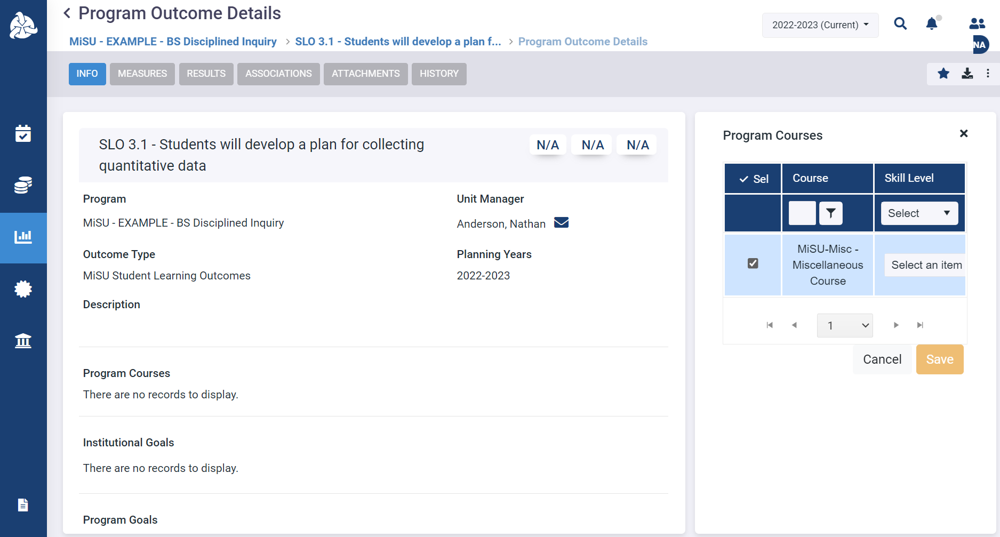 Program Outcome Details
2022-2023 (Current)
MiSU - EXAMPLE - BS Disciplined Inquiry > SLO 3.1 - Students will develop a plan f... > Program Outcome Details
NA
INFO
MEASURES
RESULTS
ASSOCIATIONS
ATTACHMENTS
HISTORY
SLO 3.1 - Students will develop a plan for collecting
quantitative data
N/A
N/A
N/A
Program
MiSU - EXAMPLE - BS Disciplined Inquiry
Unit Manager
Anderson, Nathan
Outcome Type
MiSU Student Learning Outcomes
Planning Years
2022-2023
Description
Program Courses
There are no records to display.
Institutional Goals
There are no records to display.
Program Goals
Program Courses
Sel
Course
Skill Level
Select
MiSU-Misc -
Miscellaneous
Course
Select an item
1
Cancel
Save